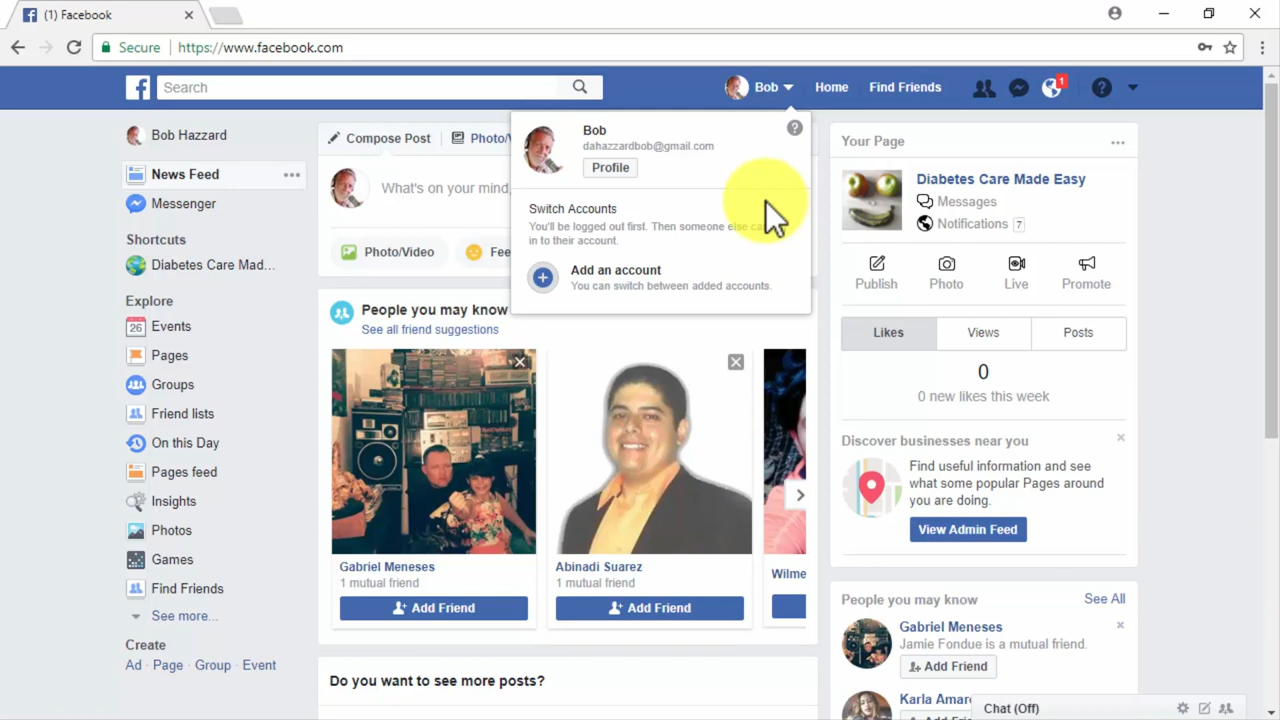 (1) Facebook
Secure https://www.facebook.com
Search
Bob
Home
Find Friends
1
Bob Hazzard
News Feed
Messenger
Shortcuts
Diabetes Care Mad...
Explore
26 Events
Pages
Groups
Friend lists
On this Day
Pages feed
Insights
Photos
Games
Find Friends
See more...
Create
Ad · Page · Group · Event
Compose Post
What's on your mind,
Photo/Video
Bob
dahazzardbob@gmail.com
Profile
Switch Accounts
You'll be logged out first. Then someone else
in to their account.
Add an account
You can switch between added accounts.
People you may know
See all friend suggestions
Gabriel Meneses
1 mutual friend
Add Friend
Abinadi Suarez
1 mutual friend
Add Friend
Do you want to see more posts?
Your Page
Diabetes Care Made Easy
Messages
Notifications 7
Publish
Photo
Live
Promote
Likes
Views
Posts
0
0 new likes this week
Discover businesses near you
Find useful information and see
what some popular Pages around
you are doing.
View Admin Feed
People you may know
See All
Gabriel Meneses
Jamie Fondue is a mutual friend.
Add Friend
Karla
Chat (Off)